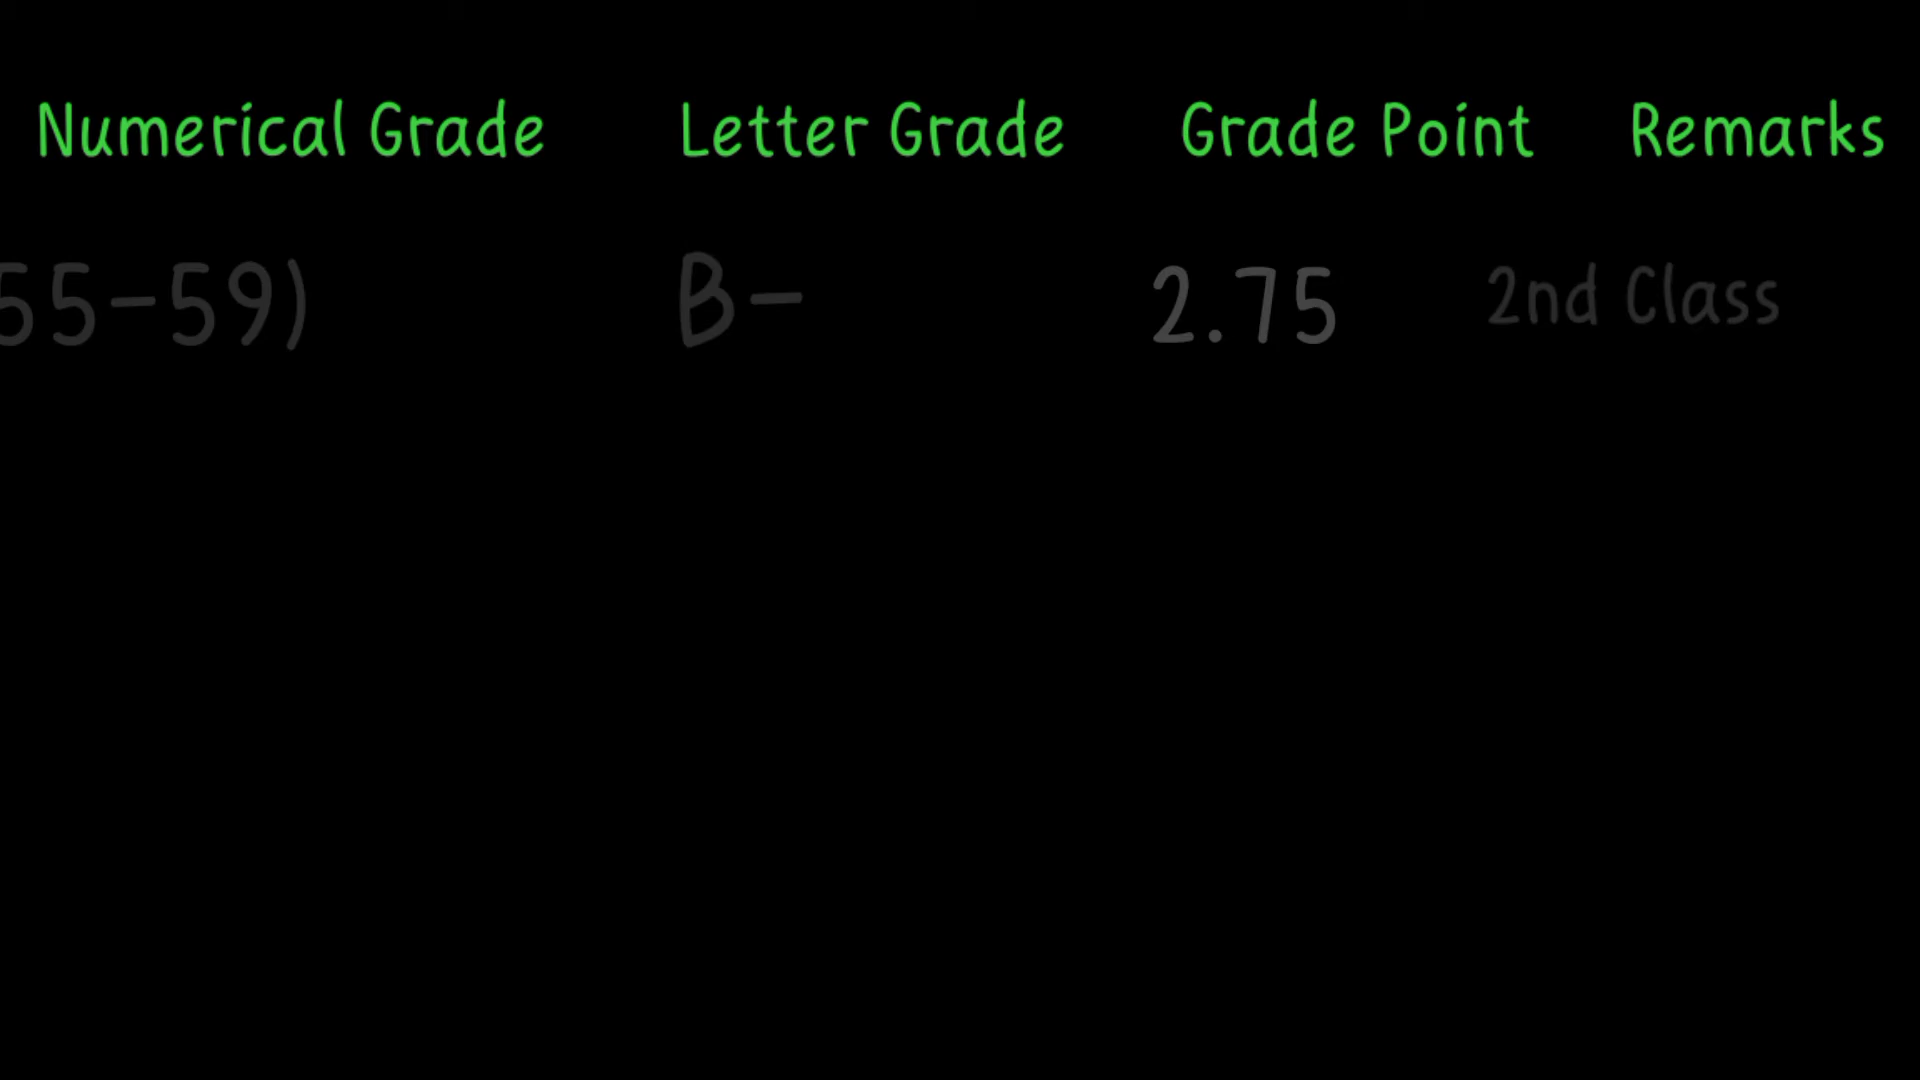 Numerical Grade Letter Grade Grade Point Remarks
55-59) B- 2.75 2nd Class